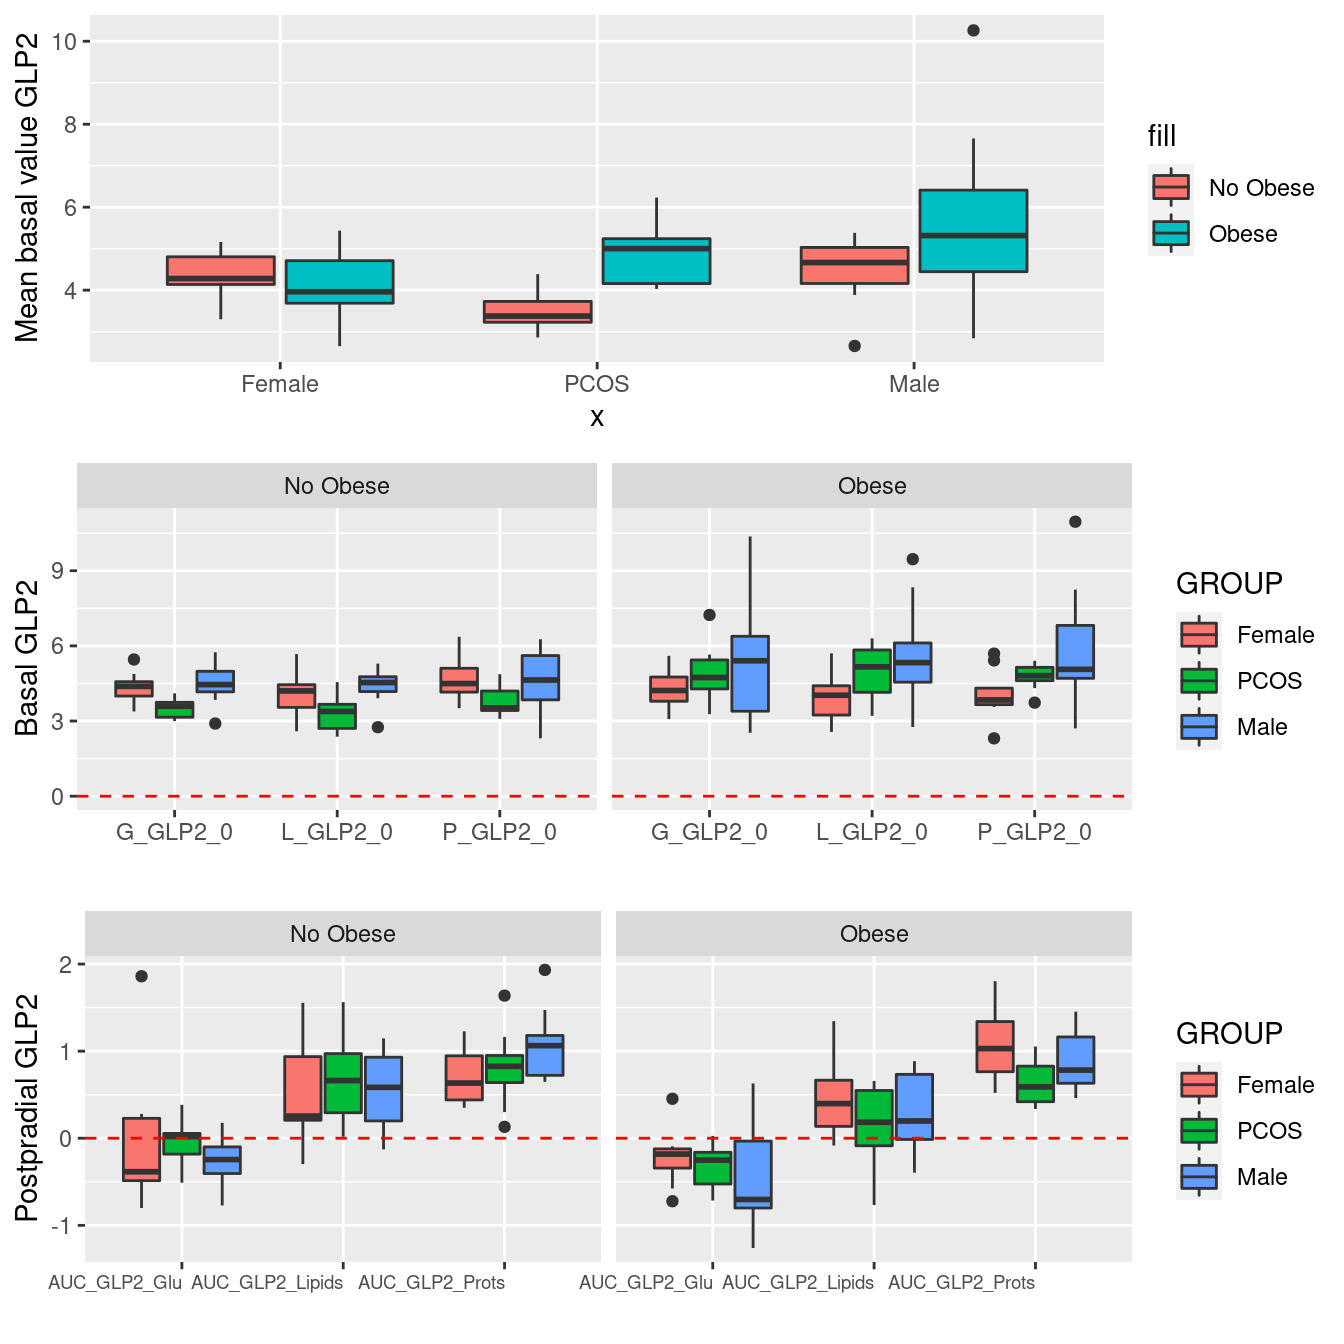 Mean basal value GLP2
10
8
6
4
Female PCOS Male
x
fill
No Obese
Obese
No Obese Obese
Basal GLP2
9
6
3
0
G_GLP2_0 L_GLP2_0 P_GLP2_0 G_GLP2_0 L_GLP2_0 P_GLP2_0
GROUP
Female
PCOS
Male
No Obese Obese
Postpradial GLP2
2
1
0
-1
AUC_GLP2_Glu AUC_GLP2_Lipids AUC_GLP2_Prots AUC_GLP2_Glu AUC_GLP2_Lipids AUC_GLP2_Prots
GROUP
Female
PCOS
Male